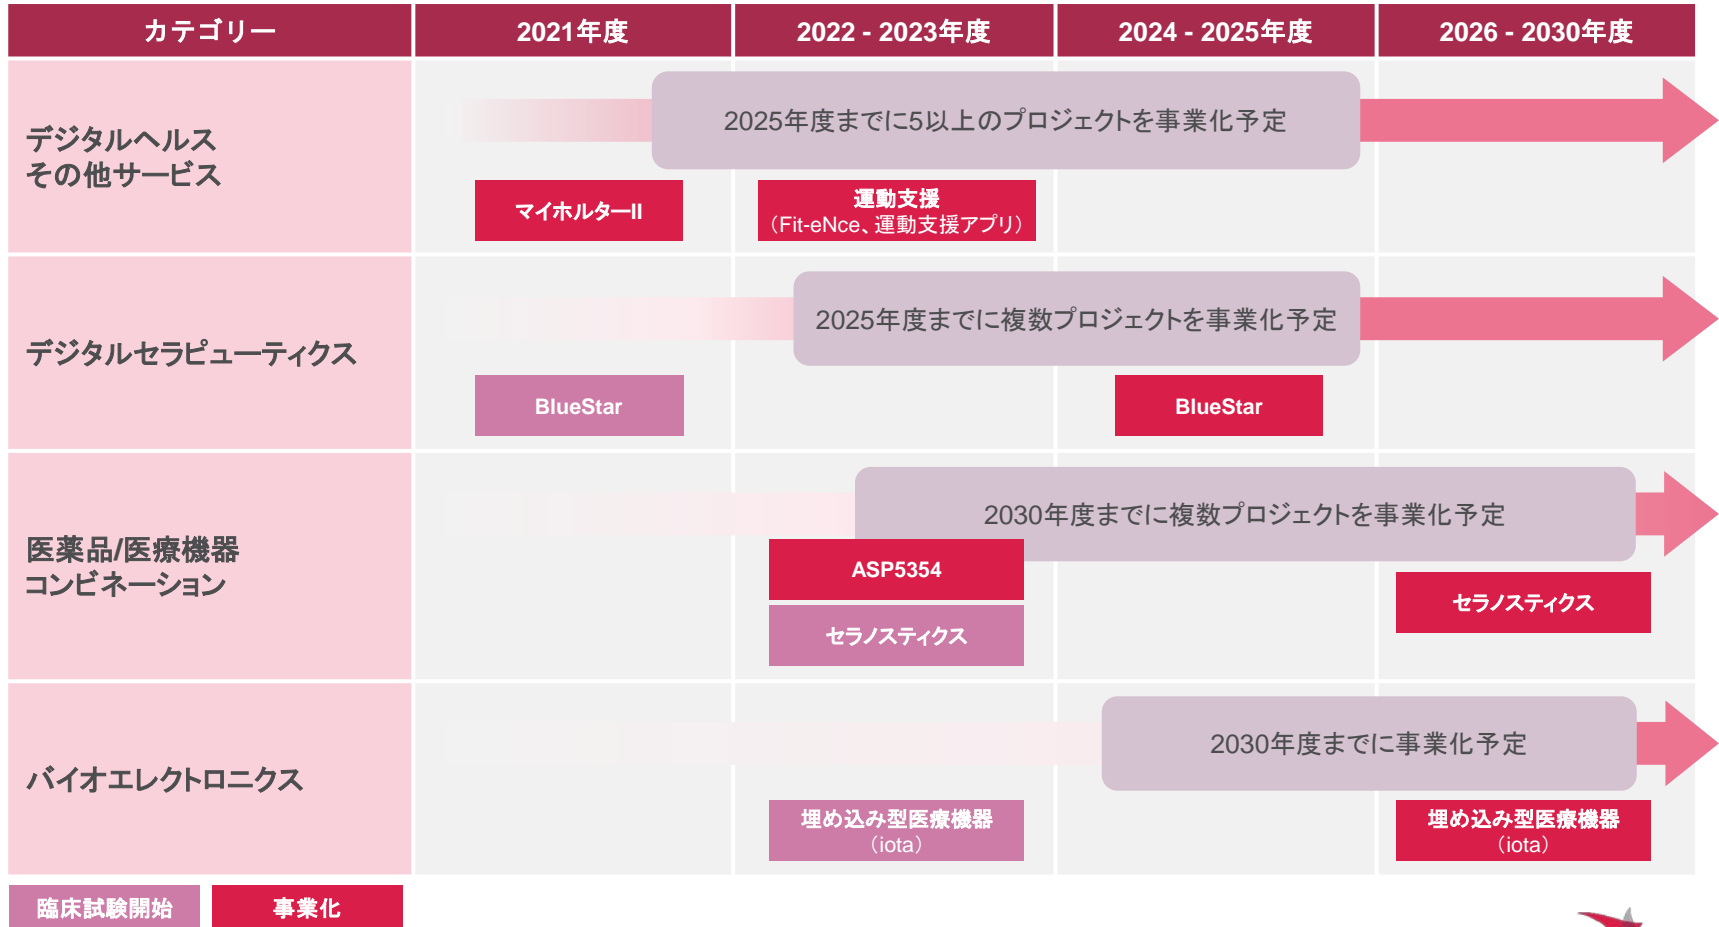 カテゴリー
2021年度
2022 - 2023年度
2024 - 2025年度
2026 - 2030年度
デジタルヘルス
その他サービス
2025年度までに5以上のプロジェクトを事業化予定
マイホルターII
運動支援
（Fit-eNce、運動支援アプリ）
デジタルセラピューティクス
2025年度までに複数プロジェクトを事業化予定
BlueStar
BlueStar
医薬品/医療機器
コンビネーション
2030年度までに複数プロジェクトを事業化予定
ASP5354
セラノスティクス
セラノスティクス
バイオエレクトロニクス
2030年度までに事業化予定
埋め込み型医療機器
（iota）
埋め込み型医療機器
（iota）
臨床試験開始
事業化